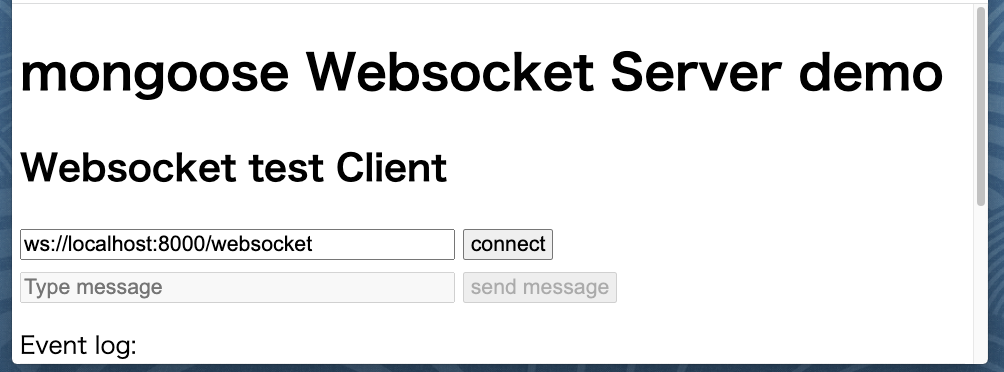 mongoose Websocket Server demo
Websocket test Client
ws://localhost:8000/websocket connect
Type message send message
Event log: